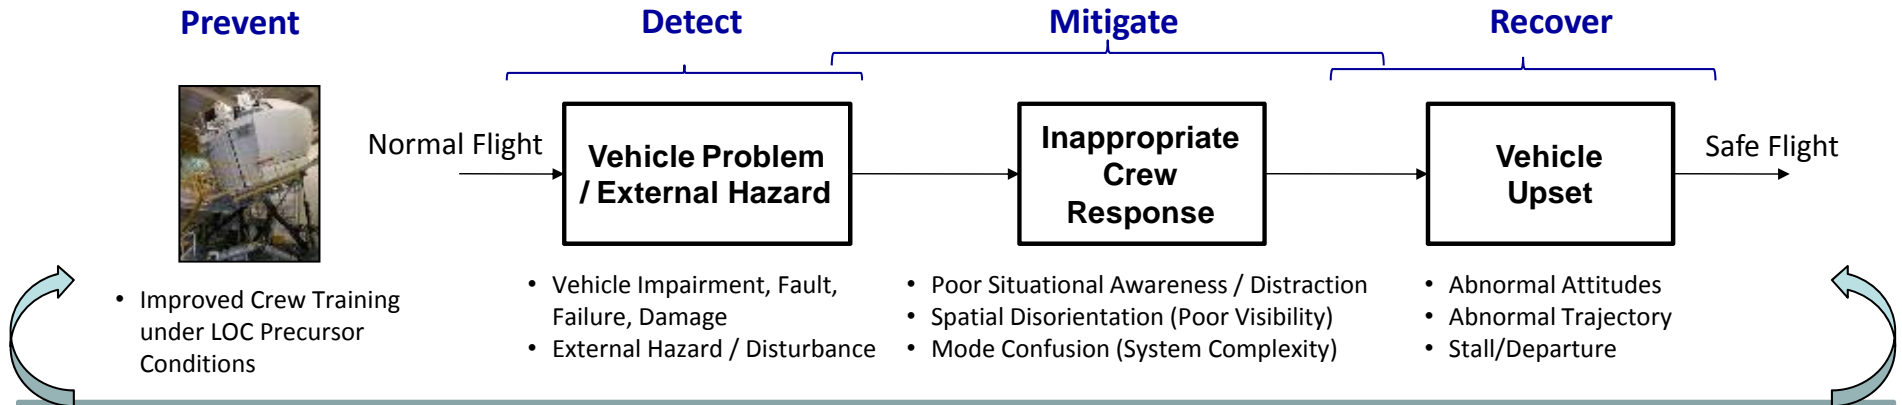 Prevent
Detect
Mitigate
Recover
Normal Flight
Vehicle Problem
/ External Hazard
Inappropriate
Crew
Response
Vehicle
Upset
Safe Flight
• Improved Crew Training
under LOC Precursor
Conditions
• Vehicle Impairment, Fault,
Failure, Damage
• External Hazard / Disturbance
• Poor Situational Awareness / Distraction
• Spatial Disorientation (Poor Visibility)
• Mode Confusion (System Complexity)
• Abnormal Attitudes
• Abnormal Trajectory
• Stall/Departure